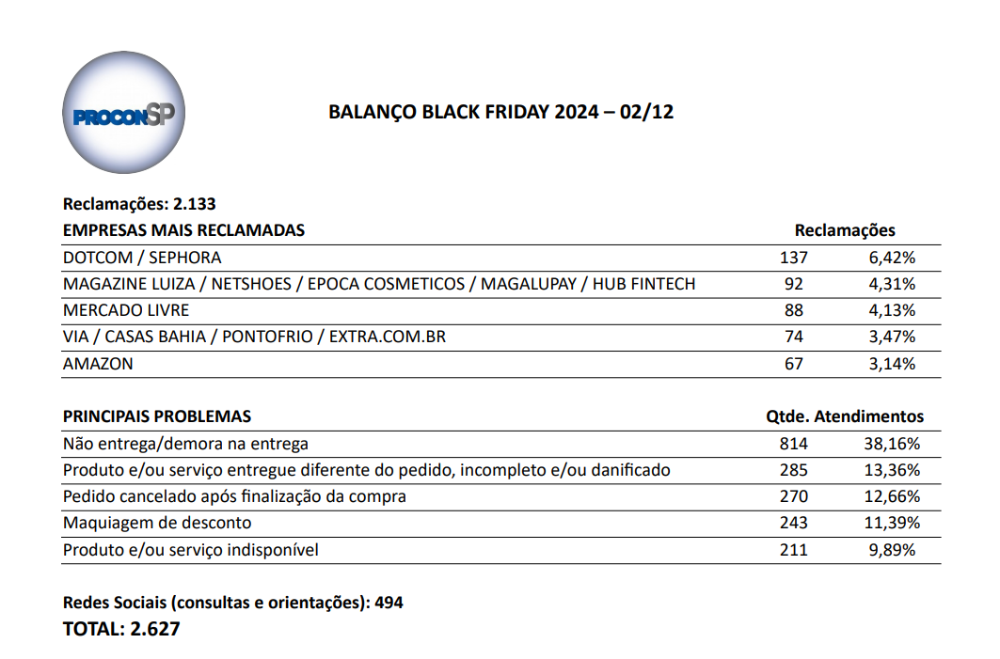 PROCONSP
BALANÇO BLACK FRIDAY 2024 – 02/12
Reclamações: 2.133
EMPRESAS MAIS RECLAMADAS Reclamações
DOTCOM / SEPHORA 137 6,42%
MAGAZINE LUIZA / NETSHOES / EPOCA COSMETICOS / MAGALUPAY / HUB FINTECH 92 4,31%
MERCADO LIVRE 88 4,13%
VIA / CASAS BAHIA / PONTOFRIO / EXTRA.COM.BR 74 3,47%
AMAZON 67 3,14%
PRINCIPAIS PROBLEMAS Qtde. Atendimentos
Não entrega/demora na entrega 814 38,16%
Produto e/ou serviço entregue diferente do pedido, incompleto e/ou danificado 285 13,36%
Pedido cancelado após finalização da compra 270 12,66%
Maquiagem de desconto 243 11,39%
Produto e/ou serviço indisponível 211 9,89%
Redes Sociais (consultas e orientações): 494
TOTAL: 2.627